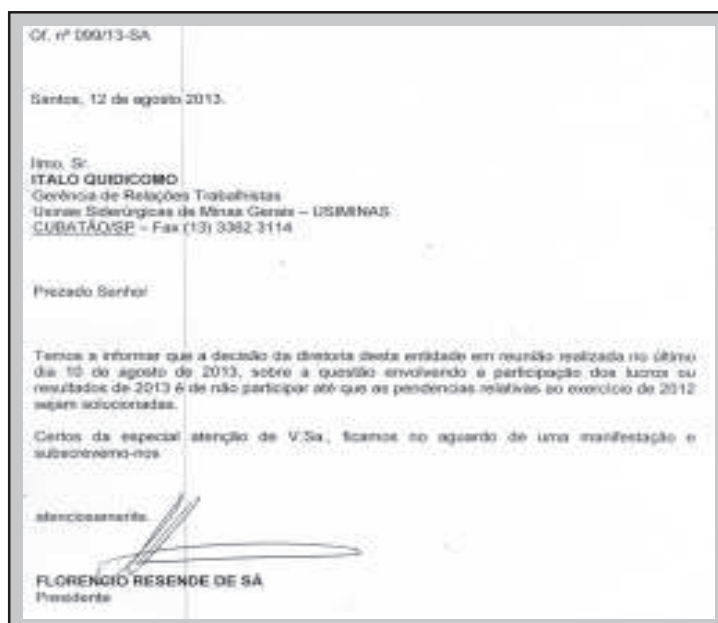 Of. nº 099/13-SA
Santos, 12 de agosto 2013.
Ilmo. Sr.
ITALO QUIDICOMO
Gerência de Relações Trabalhistas
Usinas Siderúrgicas de Minas Gerais – USIMINAS
CUBATÃO/SP – Fax (13) 3362 3114
Prezado Senhor
Temos a informar que a decisão da diretoria desta entidade em reunião realizada no último
dia 10 de agosto de 2013, sobre a questão envolvendo a participação dos lucros ou
resultados de 2013 é de não participar até que as pendências relativas ao exercício de 2012
sejam solucionadas.
Certos da especial atenção de V.Sa., ficamos no aguardo de uma manifestação e
subscrevemo-nos
atenciosamente.
FLORENCIO RESENDE DE SÁ
Presidente